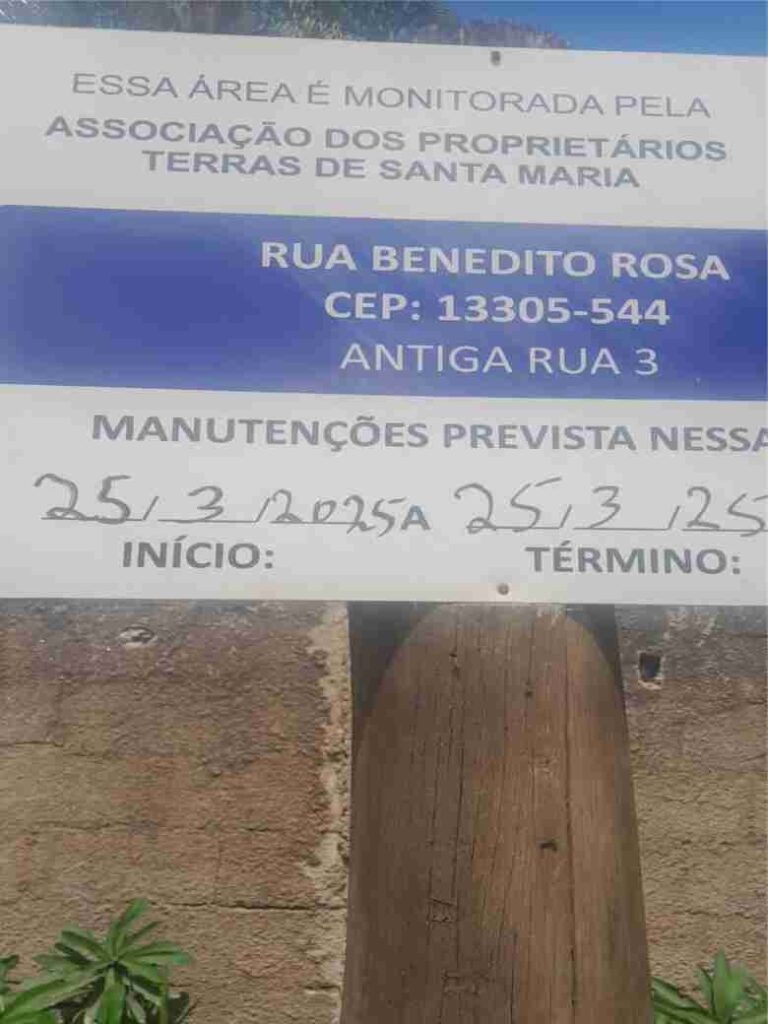 ESSA ÁREA É MONITORADA PELA
ASSOCIAÇÃO DOS PROPRIETÁRIOS
TERRAS DE SANTA MARIA
RUA BENEDITO ROSA
CEP: 13305-544
ANTIGA RUA 3
MANUTENÇÕES PREVISTA NESSA
25/3/2025 A 25/3/25
INÍCIO: TÉRMINO: